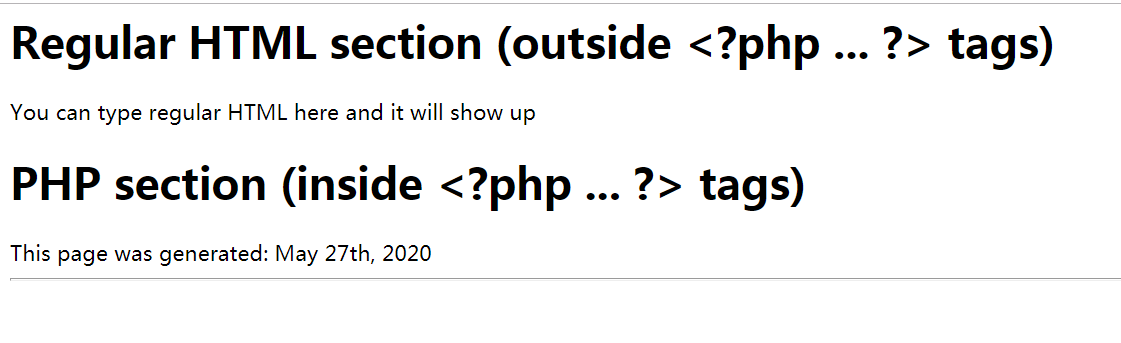 Regular HTML section (outside <?php ... ?> tags)
You can type regular HTML here and it will show up
PHP section (inside <?php ... ?> tags)
This page was generated: May 27th, 2020